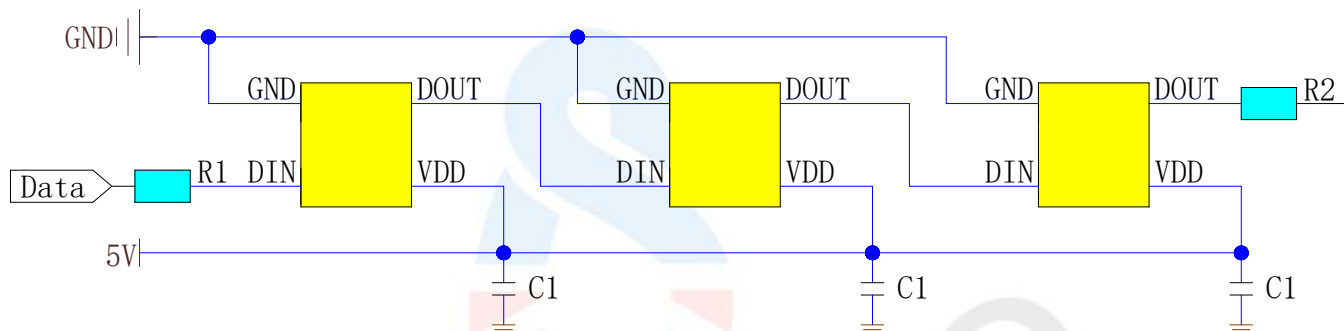 GND
GND DOUT GND DOUT GND DOUT R2
Data R1 DIN VDD DIN VDD DIN VDD
5V
C1 C1 C1